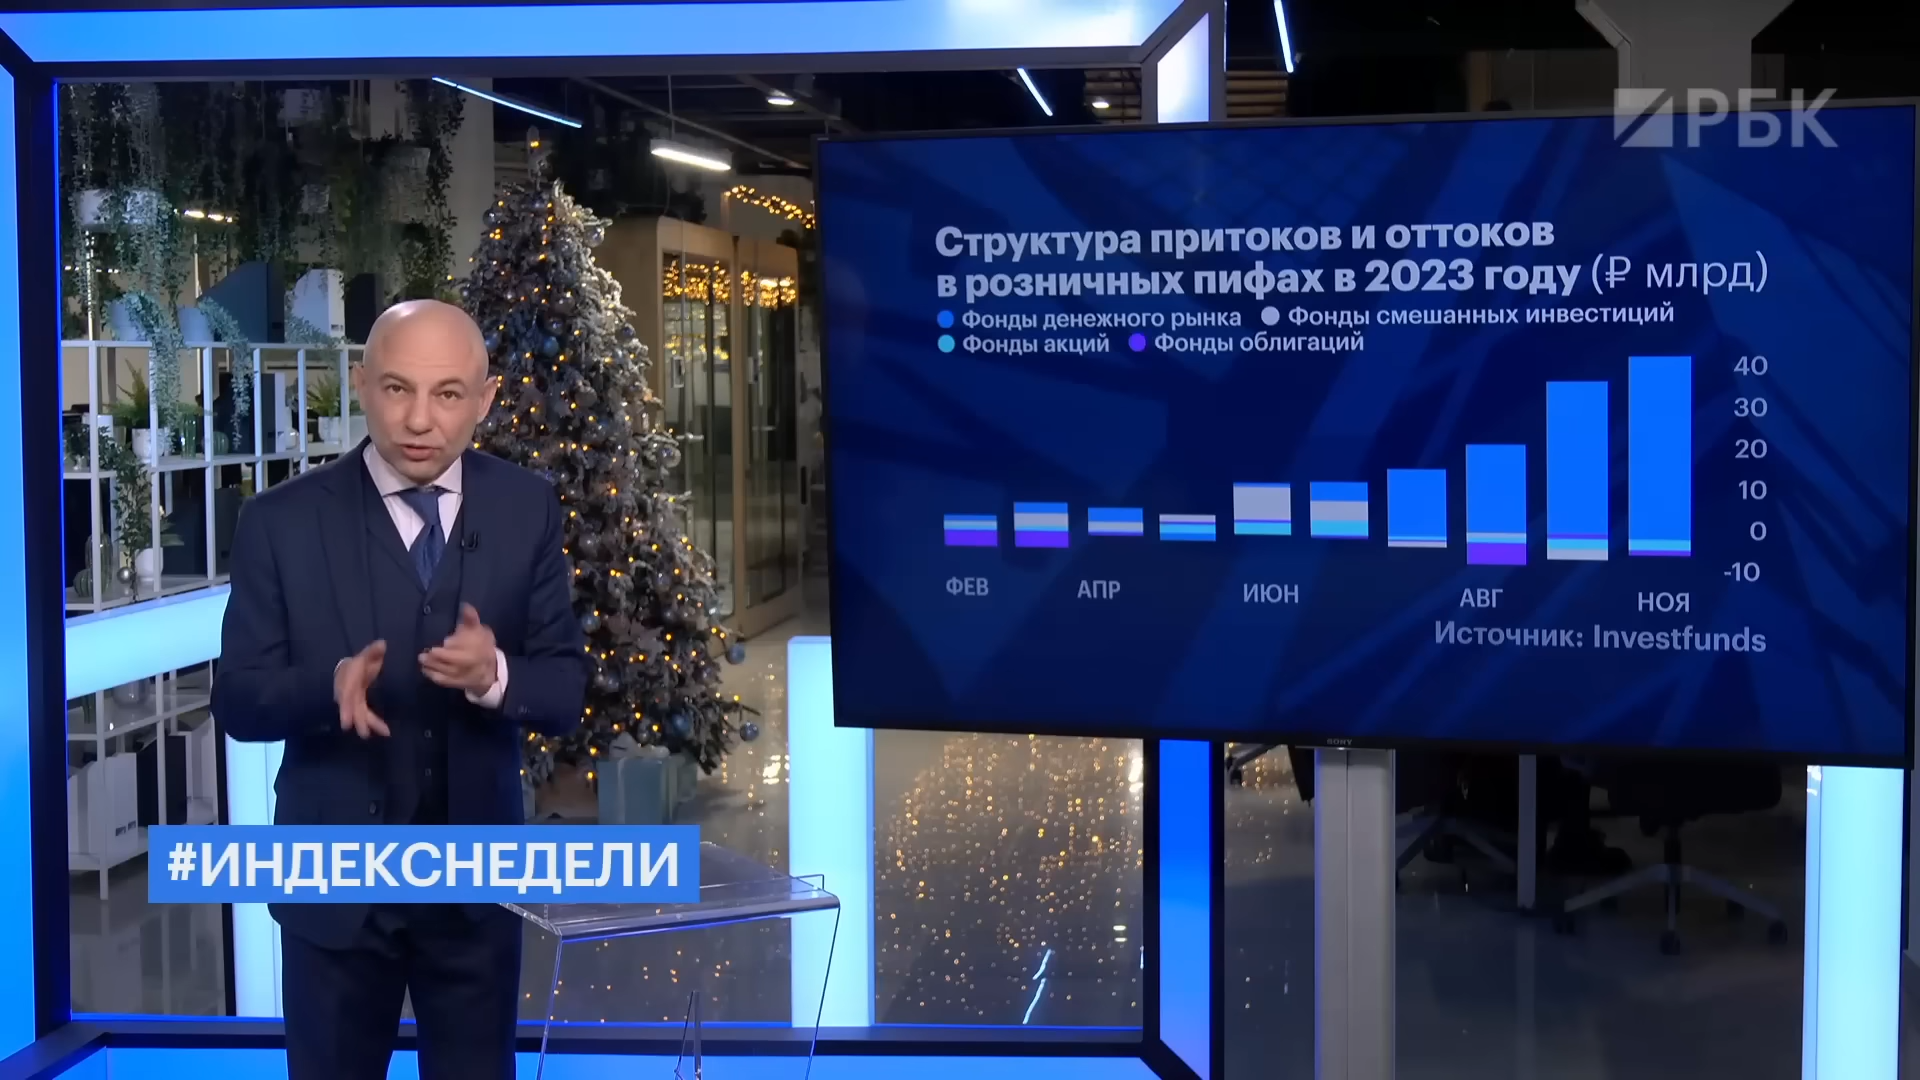 РБК
Структура притоков и оттоков
в розничных пифах в 2023 году (₽ млрд)
Фонды денежного рынка Фонды смешанных инвестиций
Фонды акций Фонды облигаций
40
30
20
10
0
-10
ФЕВ АПР ИЮН АВГ НОЯ
Источник: Investfunds
SONY
#ИНДЕКСНЕДЕЛИ